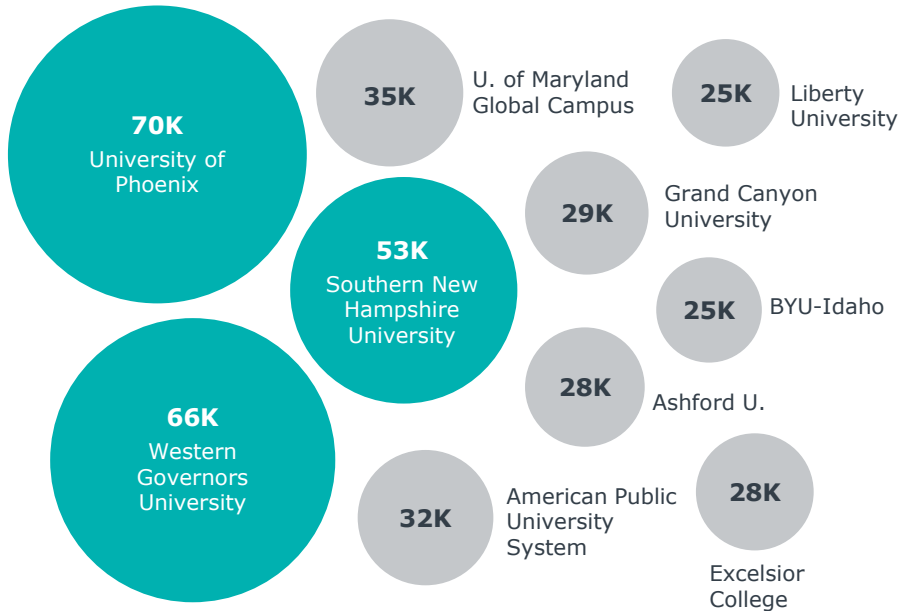 70K
University of
Phoenix
35K
U. of Maryland
Global Campus
25K
Liberty
University
53K
Southern New
Hampshire
University
29K
Grand Canyon
University
25K
BYU-Idaho
28K
Ashford U.
66K
Western
Governors
University
32K
American Public
University
System
28K
Excelsior
College